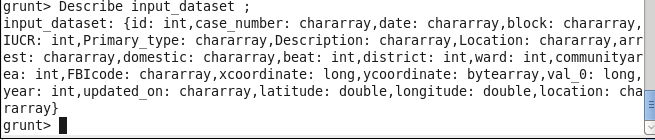 grunt> Describe input_dataset ;
input_dataset: {id: int,case_number: chararray,date: chararray,block: chararray,
IUCR: int,Primary_type: chararray,Description: chararray,Location: chararray,arr
est: chararray,domestic: chararray,beat: int,district: int,ward: int,communityar
ea: int,FBIcode: chararray,xcoordinate: long,ycoordinate: bytearray,val_0: long,
year: int,updated_on: chararray,latitude: double,longitude: double,location: cha
rarray}
grunt>